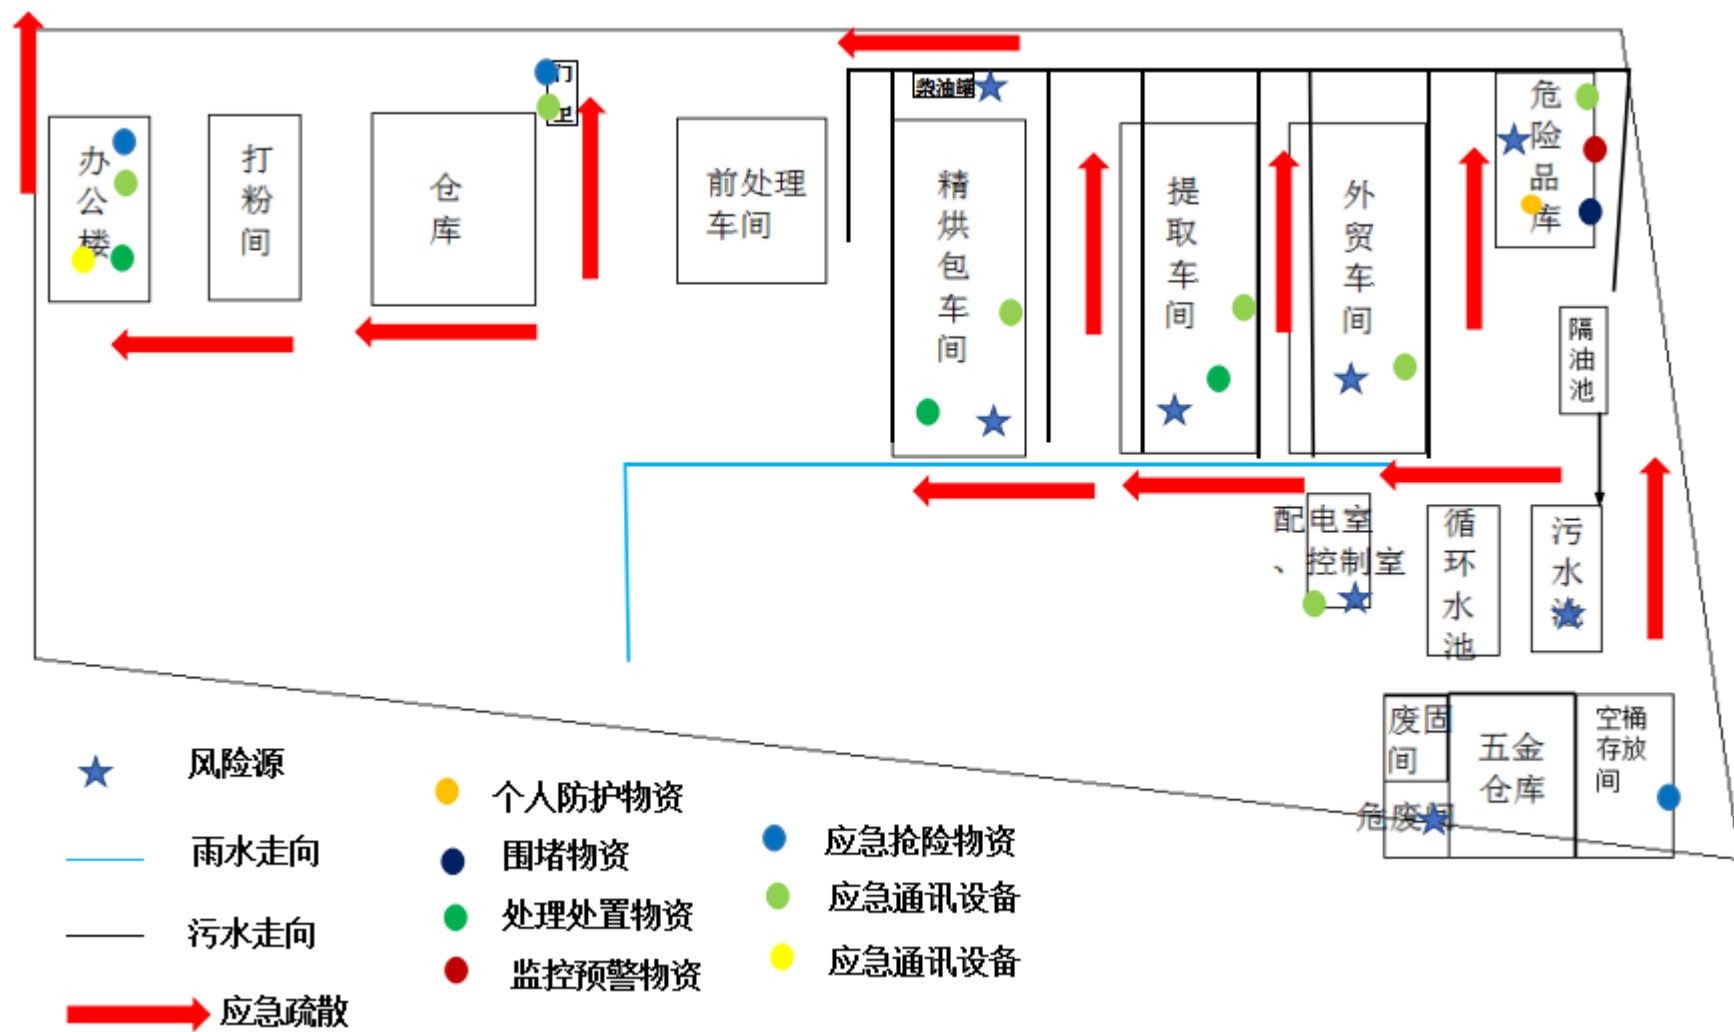 门
卫
柴油罐
危
险
品
库
办
公
楼
打
粉
间
仓
库
前处理
车间
精
烘
包
车
间
提
取
车
间
外
贸
车
间
隔
油
池
配电室
、控制室
循
环
水
池
污
水
池
废固
间
危废间
五金
仓库
空桶
存放
间
风险源
雨水走向
污水走向
应急疏散
个人防护物资
围堵物资
处理处置物资
监控预警物资
应急抢险物资
应急通讯设备
应急通讯设备